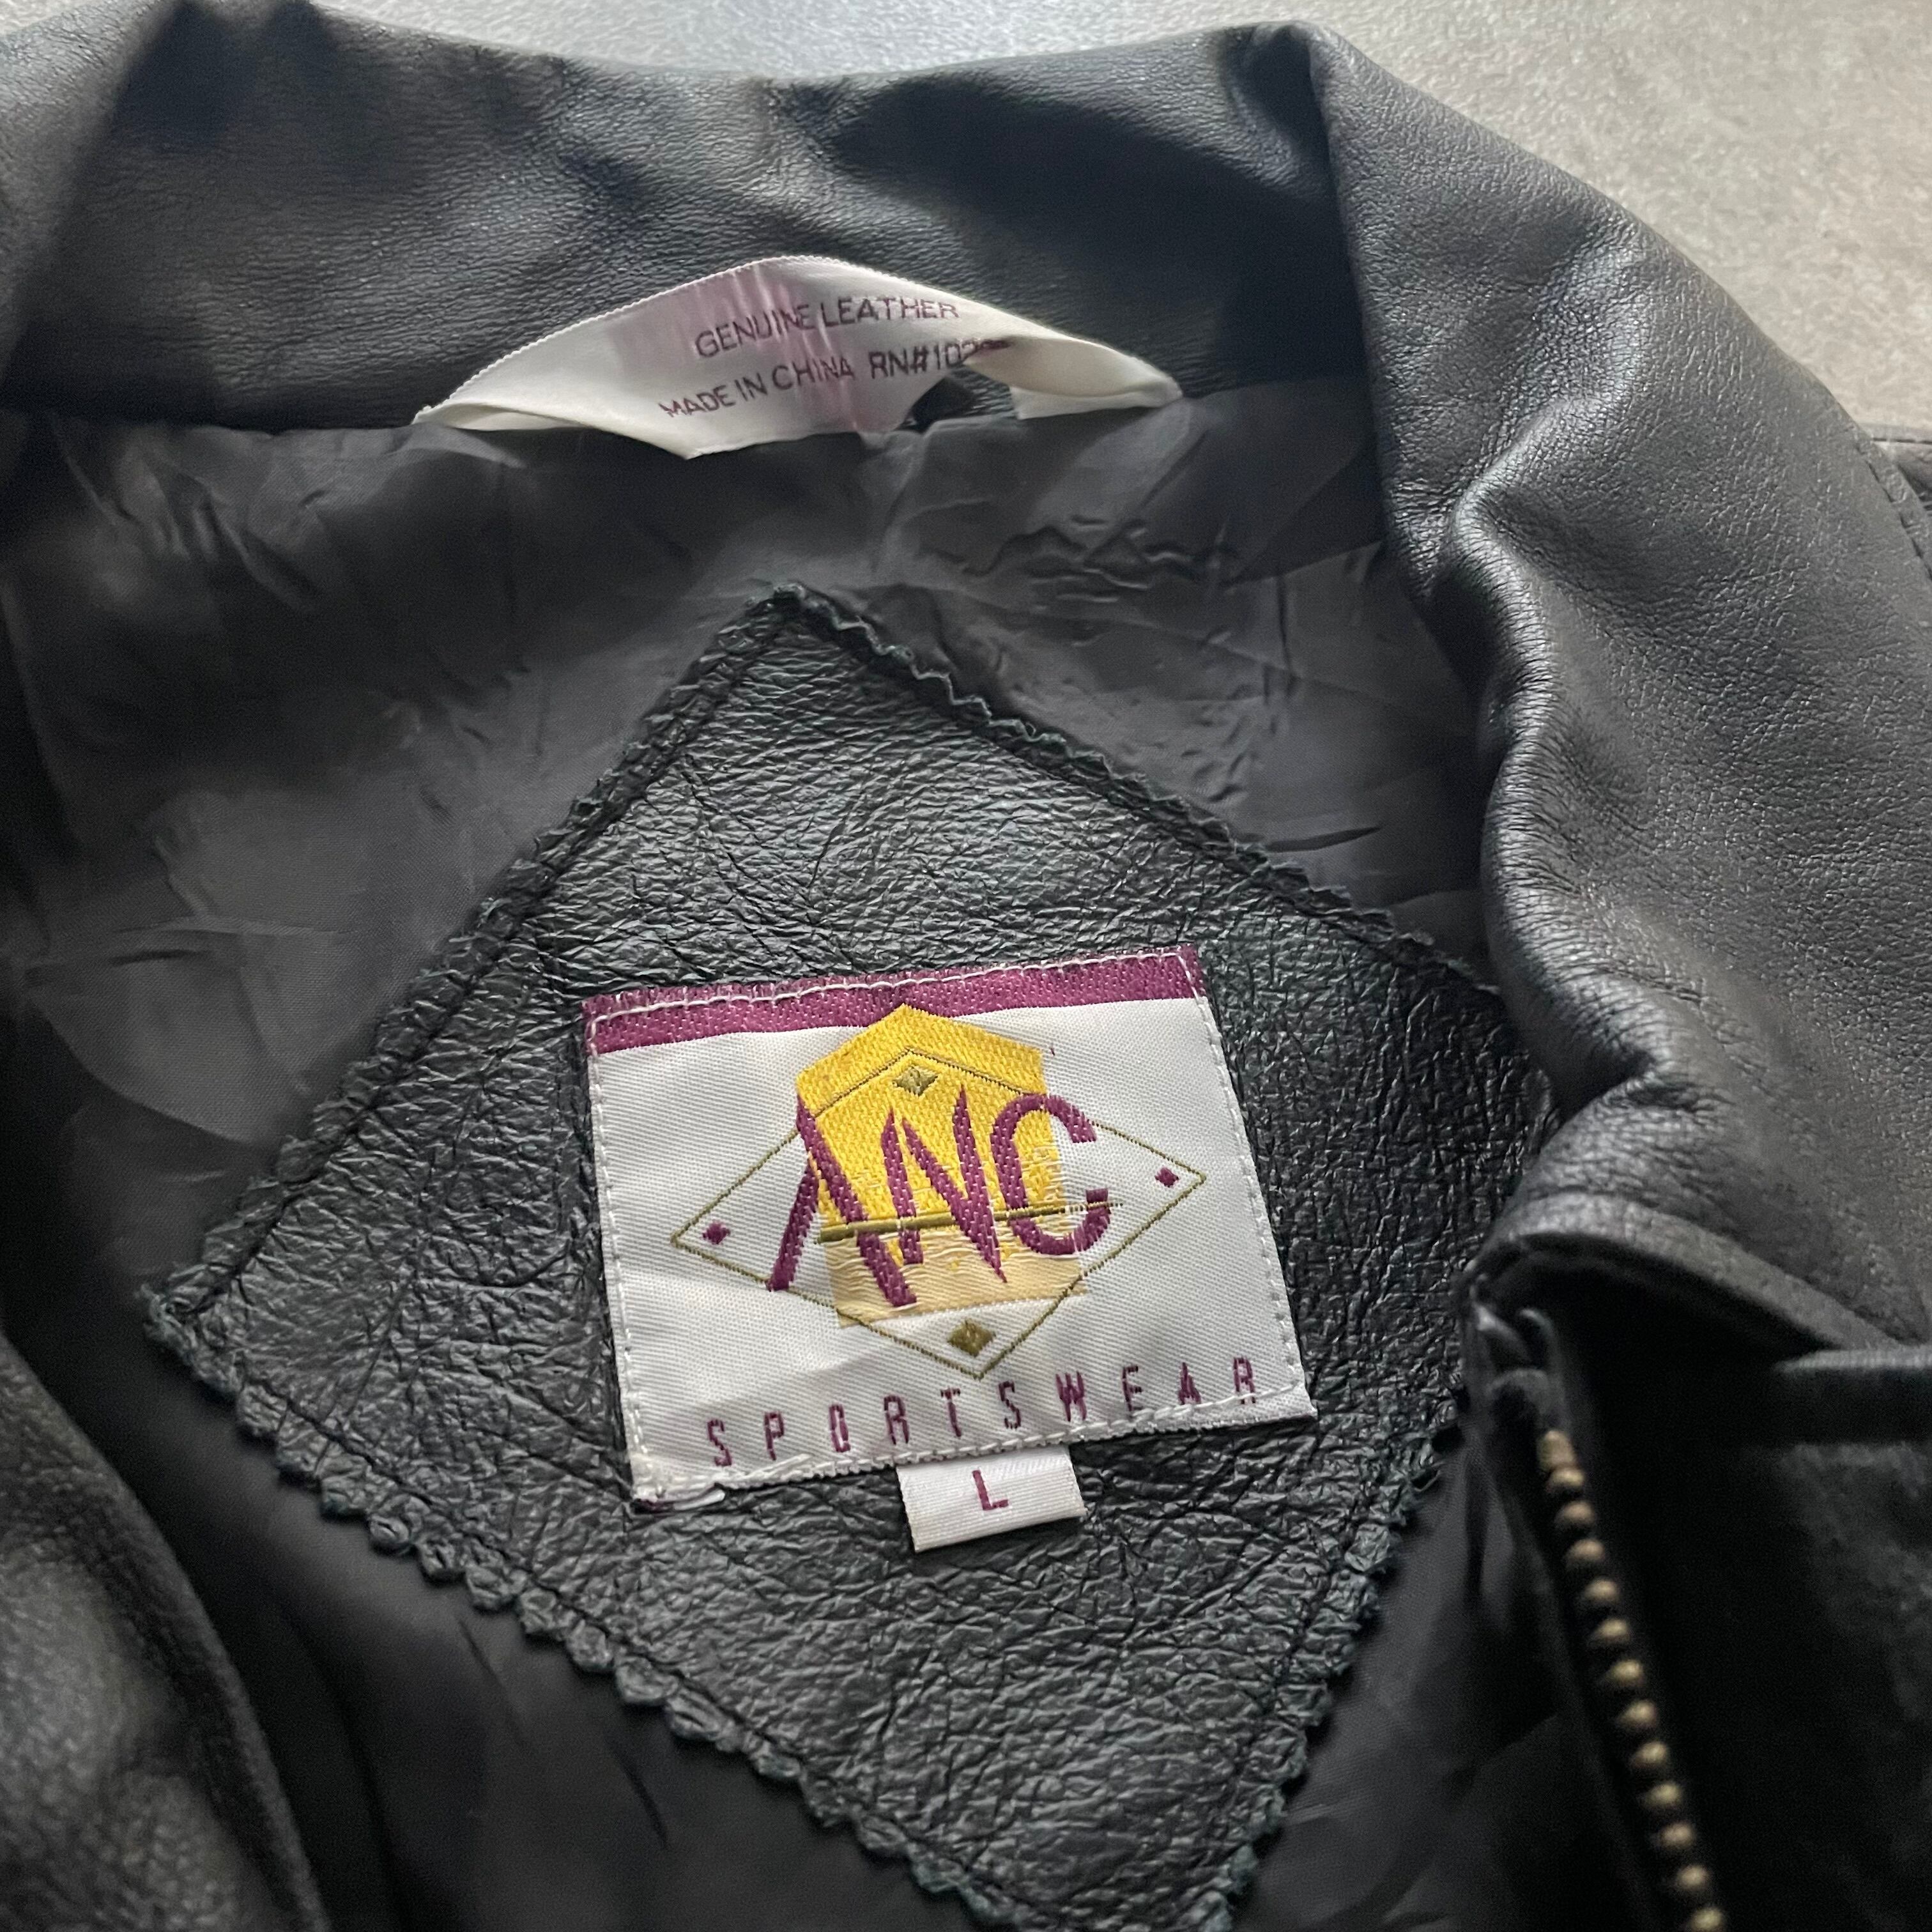 GENUINE LEATHER
MADE IN CHINA
ANC
SPORTSWEAR
L